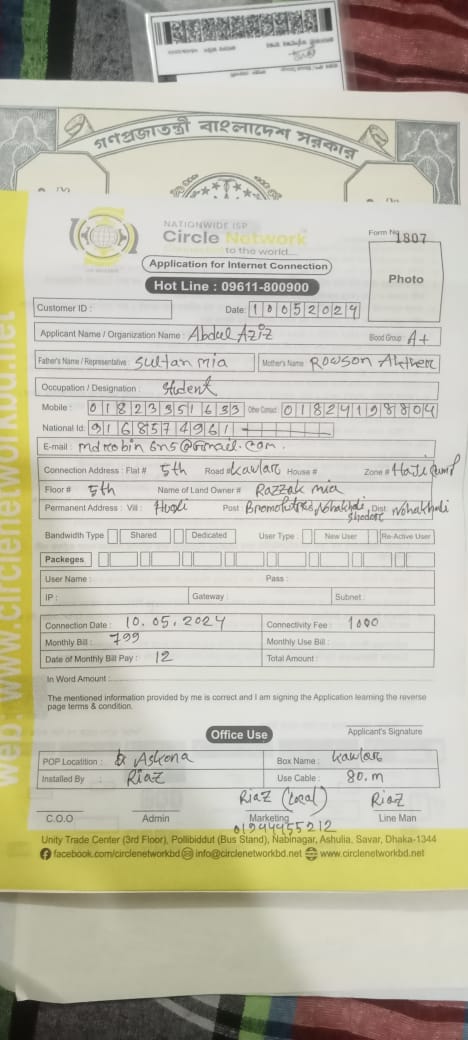 গণপ্রজাতন্ত্রী বাংলাদেশ সরকার
NATIONWIDE ISP
Circle Network
to the world...
Form No 1807
Application for Internet Connection
Photo
Hot Line : 09611-800900
Customer ID :
Date: 10052024
Applicant Name / Organization Name : Abdul Aziz Blood Group: A+
Father's Name / Representative : Sultan mia Mother's Name Rowson Akther
Occupation / Designation : Student
Mobile : 01823351633 Other Contact: 01824198804
National Id: 9168574961
E-mail : mdrobin6n5@gmail.com.
Connection Address : Flat # 5th Road # Kawlar House # Zone #
Floor # 5th Name of Land Owner # Razzak mia
Permanent Address : Vill : Hugli Post : Dist: Nohakhali
Bandwidth Type Shared Dedicated User Type : New User Re-Active User
Packeges
User Name : Pass :
IP : Gateway : Subnet :
Connection Date : 10.05.2024 Connectivity Fee : 1000
Monthly Bill : 799 Monthly Use Bill :
Date of Monthly Bill Pay : 12 Total Amount :
In Word Amount :
The mentioned information provided by me is correct and I am signing the Application learning the reverse
page terms & condition.
Office Use
Applicant's Signature
POP Locatition : Askona Box Name : Kawlar
Installed By : Riaz Use Cable : 80.m
Riaz (Local) Riaz
C.O.O Admin Marketing Line Man
01944455212
Unity Trade Center (3rd Floor), Pollibiddut (Bus Stand), Nabinagar, Ashulia, Savar, Dhaka-1344
facebook.com/circlenetworkbd info@circlenetworkbd.net www.circlenetworkbd.net
web: www.circlenetworkbd.net